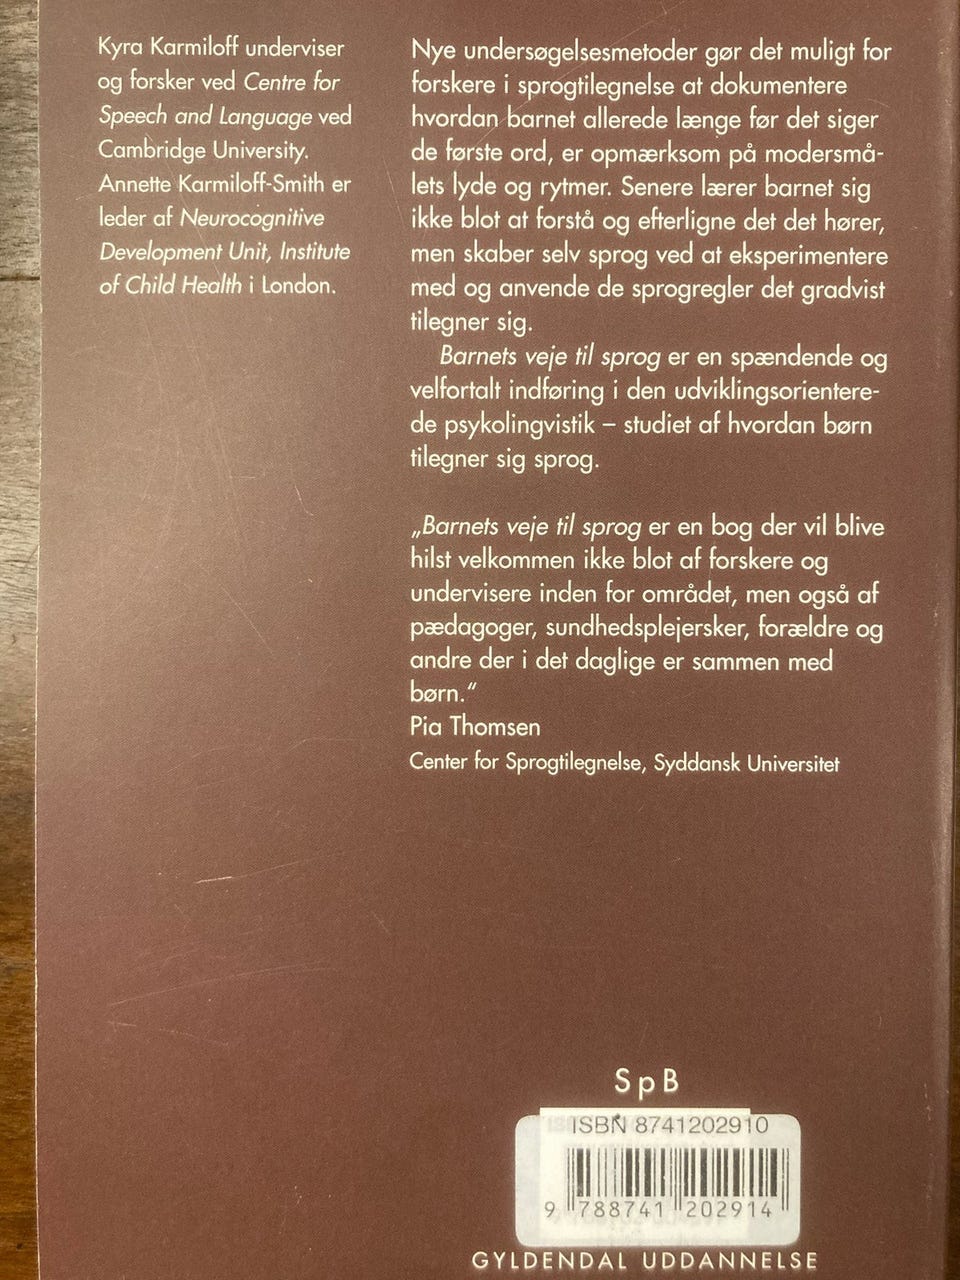 Kyra Karmiloff underviser
og forsker ved Centre for
Speech and Language ved
Cambridge University.
Annette Karmiloff-Smith er
leder af Neurocognitive
Development Unit, Institute
of Child Health i London.
Nye undersøgelsesmetoder gør det muligt for
forskere i sprogtilegnelse at dokumentere
hvordan barnet allerede længe før det siger
de første ord, er opmærksom på modersmå-
lets lyde og rytmer. Senere lærer barnet sig
ikke blot at forstå og efterligne det det hører,
men skaber selv sprog ved at eksperimentere
med og anvende de sprogregler det gradvist
tilegner sig.
Barnets veje til sprog er en spændende og
velfortalt indføring i den udviklingsorientere-
de psykolingvistik – studiet af hvordan børn
tilegner sig sprog.
„Barnets veje til sprog er en bog der vil blive
hilst velkommen ikke blot af forskere og
undervisere inden for området, men også af
pædagoger, sundhedsplejersker, forældre og
andre der i det daglige er sammen med
børn.“
Pia Thomsen
Center for Sprogtilegnelse, Syddansk Universitet
SpB
ISBN 8741202910
9 788741 202914
GYLDENDAL UDDANNELSE